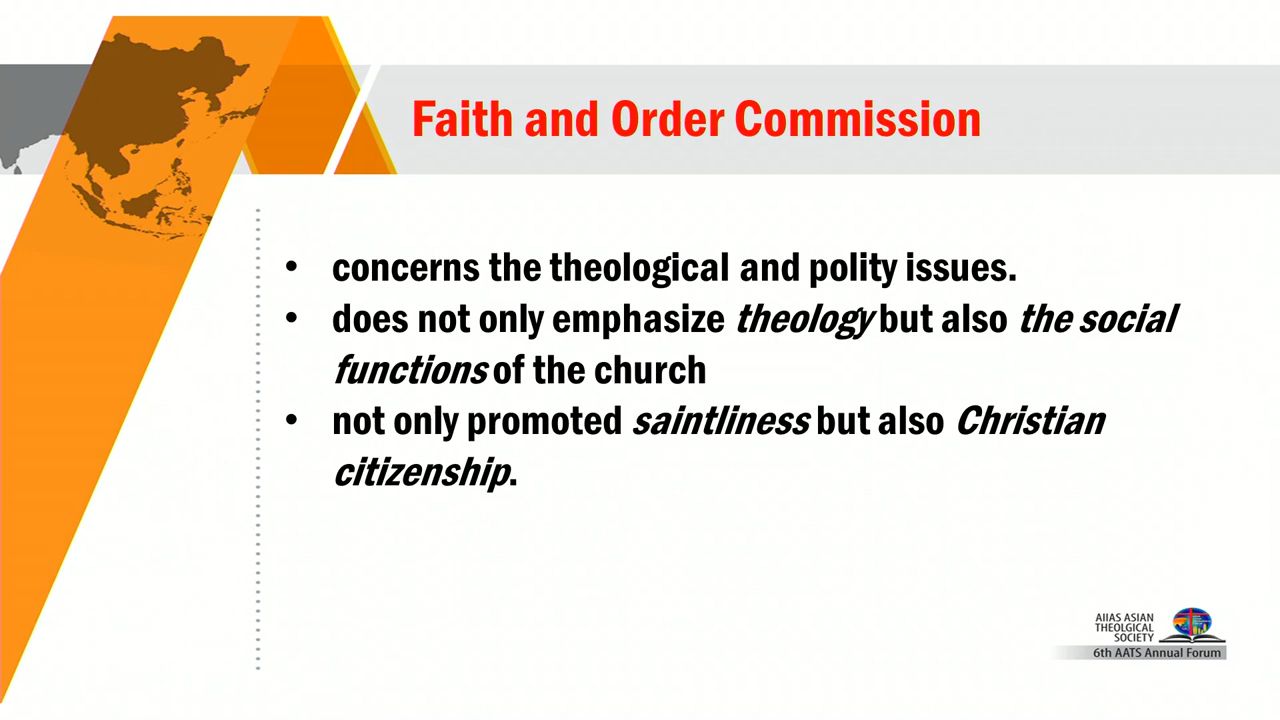 Faith and Order Commission
• concerns the theological and polity issues.
• does not only emphasize theology but also the social
functions of the church
• not only promoted saintliness but also Christian
citizenship.
AIIAS ASIAN
THEOLGICAL
SOCIETY
6th AATS Annual Forum